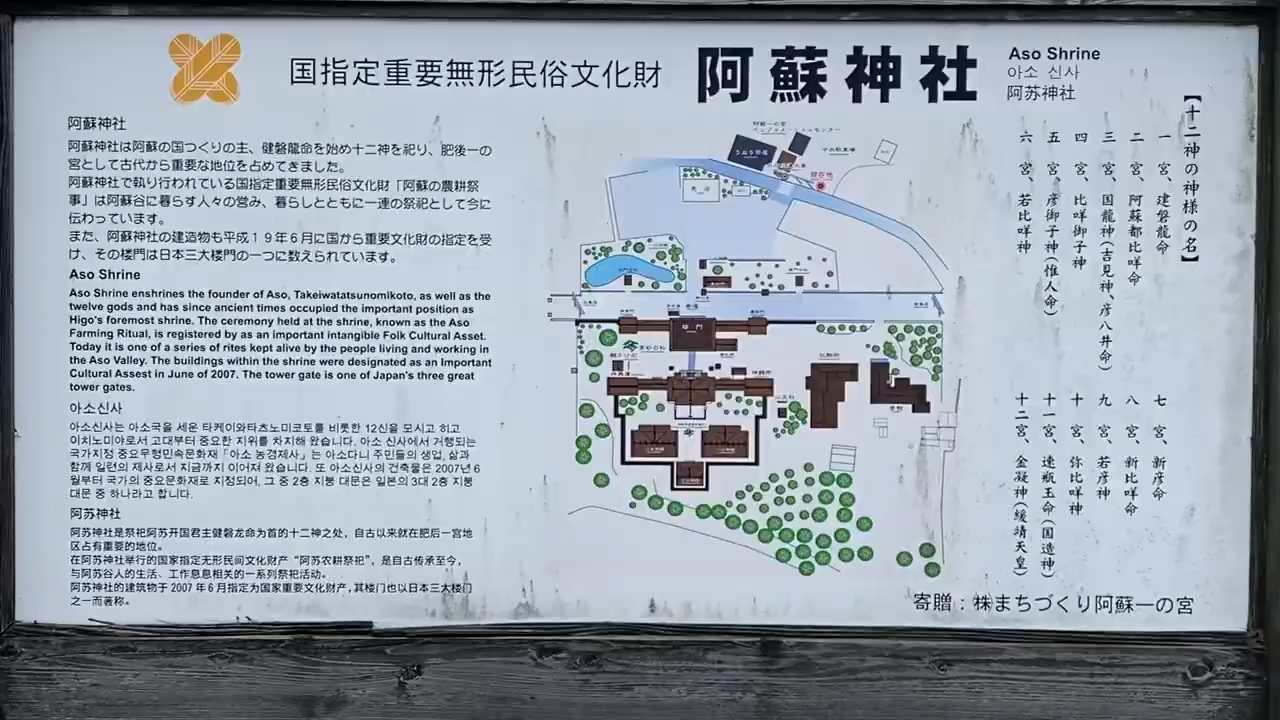 国指定重要無形民俗文化財
阿蘇神社
Aso Shrine
아소 신사
阿苏神社
阿蘇神社
阿蘇神社は阿蘇の国つくりの主、健磐龍命を始め十二神を祀り、肥後一の
宮として古代から重要な地位を占めてきました。
阿蘇神社で執り行われている国指定重要無形民俗文化財「阿蘇の農耕祭
事」は阿蘇谷に暮らす人々の営み、暮らしとともに一連の祭祀として今に
伝わっています。
また、阿蘇神社の建造物も平成１９年６月に国から重要文化財の指定を受
け、その楼門は日本三大楼門の一つに数えられています。
Aso Shrine
Aso Shrine enshrines the founder of Aso, Takeiwatatsunomikoto, as well as the
twelve gods and has since ancient times occupied the important position as
Higo's foremost shrine. The ceremony held at the shrine, known as the Aso
Farming Ritual, is registered by as an important intangible Folk Cultural Asset.
Today it is one of a series of rites kept alive by the people living and working in
the Aso Valley. The buildings within the shrine were designated as an Important
Cultural Assest in June of 2007. The tower gate is one of Japan's three great
tower gates.
아소신사
아소신사는 아소국을 세운 타케이와타츠노미코토를 비롯한 12신을 모시고 히고
이치노미야로서 고대부터 중요한 지위를 차지해 왔습니다. 아소 신사에서 거행되는
국가지정 중요무형민속문화재「아소 농경제사」는 아소다니 주민들의 생업, 삶과
함께 일련의 제사로서 지금까지 이어져 왔습니다. 또 아소신사의 건축물은 2007년 6
월부터 국가의 중요문화재로 지정되어, 그 중 2층 지붕 대문은 일본의 3대 2층 지붕
대문 중 하나라고 합니다.
阿苏神社
阿苏神社是祭祀阿苏开国君主健磐龙命为首的十二神之处，自古以来就在肥后一宫地
区占有重要的地位。
在阿苏神社举行的国家指定无形民间文化财产“阿苏农耕祭祀”，是自古传承至今，
与阿苏谷人的生活、工作息息相关的一系列祭祀活动。
阿苏神社的建筑物于 2007 年 6 月指定为国家重要文化财产，其楼门也以日本三大楼门
之一而著称。
阿蘇一の宮
インフォメーションセンター
現在地
楼門
【十二神の神様の名】
一　宮、建磐龍命
二　宮、阿蘇都比咩命
三　宮、国龍神（吉見神、彦八井命）
四　宮、比咩御子神
五　宮、彦御子神（惟人命）
六　宮、若比咩神
七　宮、新彦命
八　宮、新比咩命
九　宮、若彦神
十　宮、弥比咩神
十一宮、速瓶玉命（国造神）
十二宮、金凝神（綏靖天皇）
寄贈：㈱まちづくり阿蘇一の宮